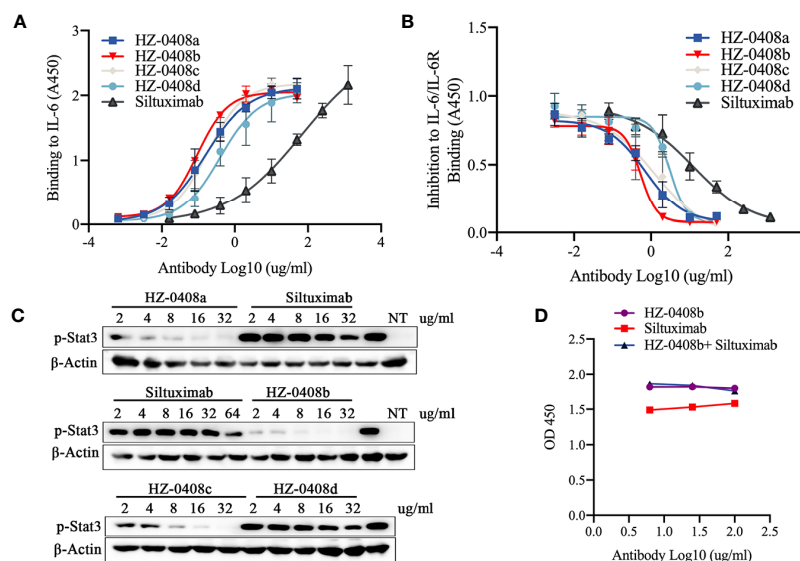 A
HZ-0408a
HZ-0408b
HZ-0408c
HZ-0408d
Siltuximab
Binding to IL-6 (A450)
3
2
1
0
-4 -2 0 2 4
Antibody Log10 (ug/ml)
B
HZ-0408a
HZ-0408b
HZ-0408c
HZ-0408d
Siltuximab
Inhibition to IL-6/IL-6R
Binding (A450)
1.5
1.0
0.5
0.0
-4 -2 0 2 4
Antibody Log10 (ug/ml)
C
HZ-0408a Siltuximab
2 4 8 16 32 2 4 8 16 32 NT ug/ml
p-Stat3
β-Actin
Siltuximab HZ-0408b
2 4 8 16 32 64 2 4 8 16 32 NT ug/ml
p-Stat3
β-Actin
HZ-0408c HZ-0408d
2 4 8 16 32 2 4 8 16 32 ug/ml
p-Stat3
β-Actin
D
HZ-0408b
Siltuximab
HZ-0408b+ Siltuximab
OD 450
2.5
2.0
1.5
1.0
0.5
0.0
0.0 0.5 1.0 1.5 2.0 2.5
Antibody Log10 (ug/ml)